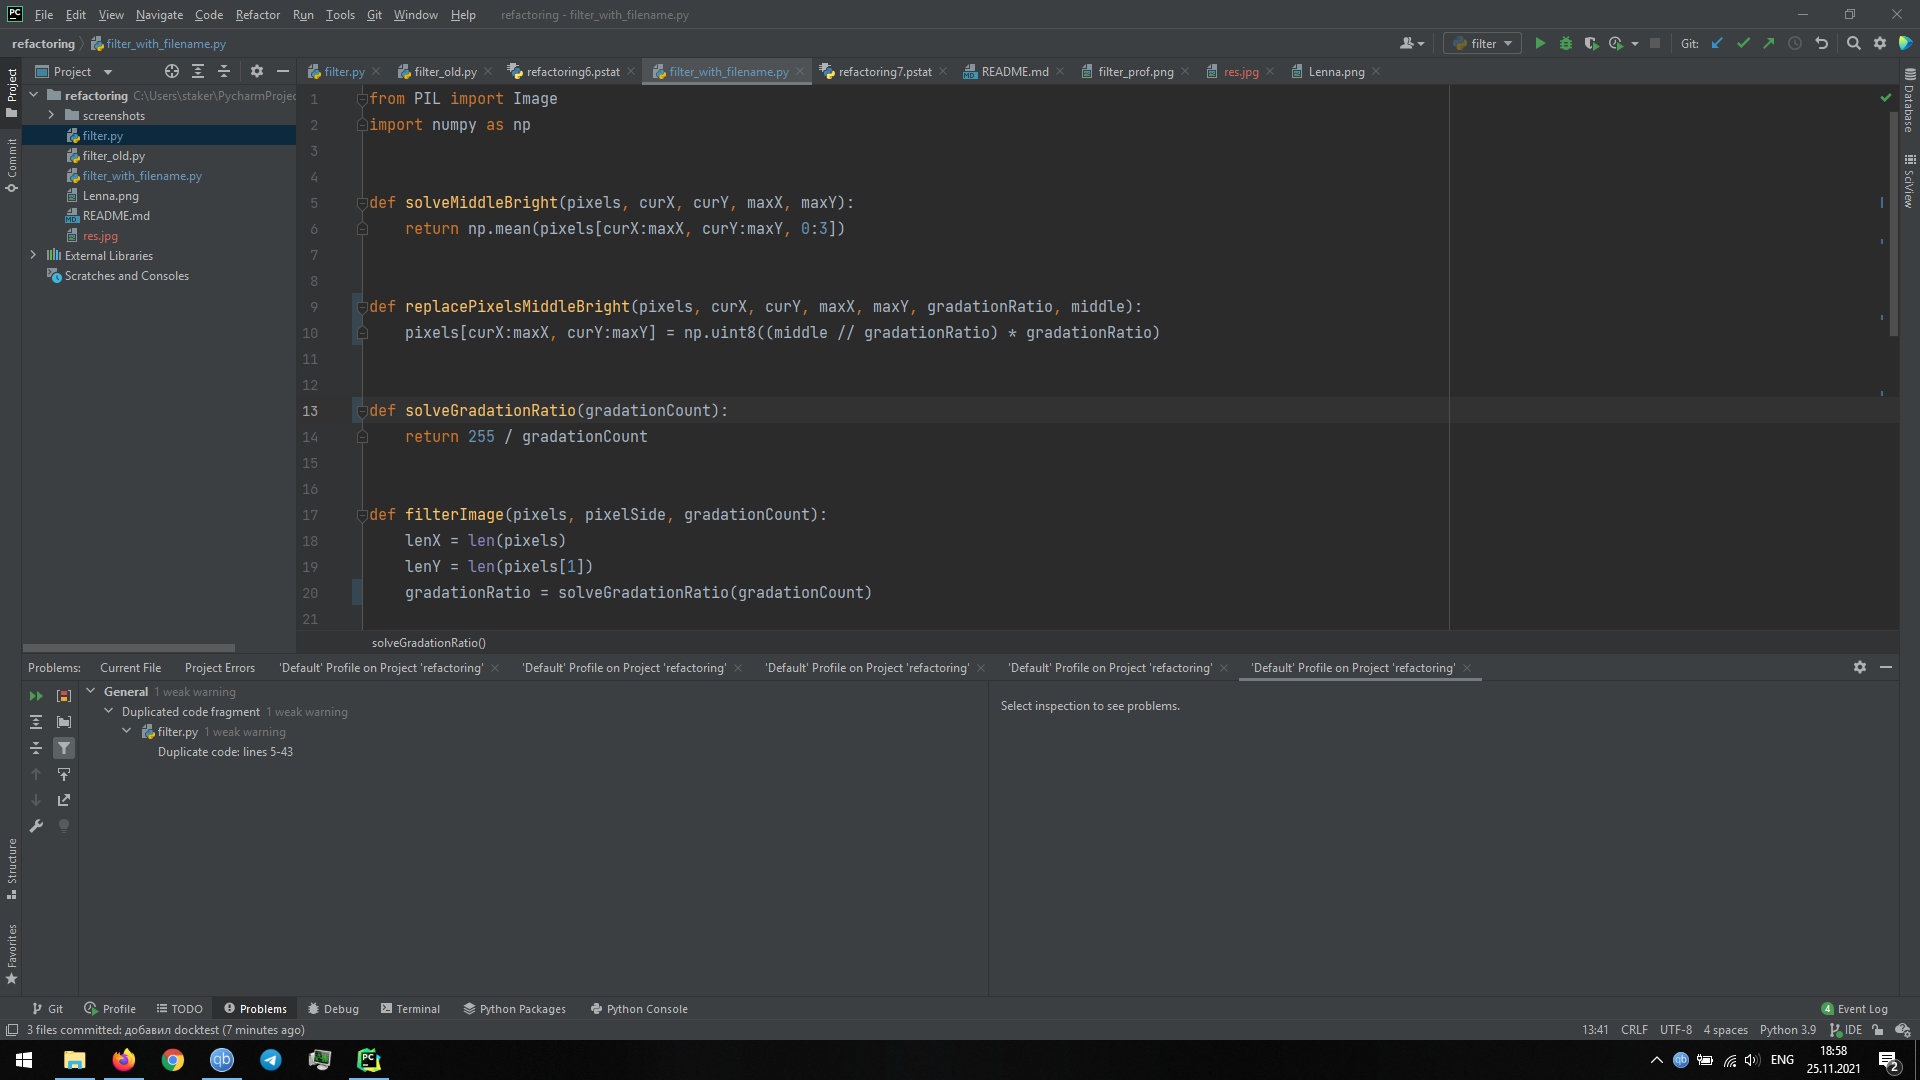 PC File Edit View Navigate Code Refactor Run Tools Git Window Help refactoring - filter_with_filename.py
refactoring filter_with_filename.py filter Git:
Project filter.py filter_old.py refactoring6.pstat filter_with_filename.py refactoring7.pstat README.md filter_prof.png res.jpg Lenna.png
Project
Commit
Structure
Favorites
Database
SciView
refactoring C:\Users\staker\PycharmProjec
screenshots
filter.py
filter_old.py
filter_with_filename.py
Lenna.png
README.md
res.jpg
External Libraries
Scratches and Consoles
1 from PIL import Image
2 import numpy as np
3
4
5 def solveMiddleBright(pixels, curX, curY, maxX, maxY):
6 return np.mean(pixels[curX:maxX, curY:maxY, 0:3])
7
8
9 def replacePixelsMiddleBright(pixels, curX, curY, maxX, maxY, gradationRatio, middle):
10 pixels[curX:maxX, curY:maxY] = np.uint8((middle // gradationRatio) * gradationRatio)
11
12
13 def solveGradationRatio(gradationCount):
14 return 255 / gradationCount
15
16
17 def filterImage(pixels, pixelSide, gradationCount):
18 lenX = len(pixels)
19 lenY = len(pixels[1])
20 gradationRatio = solveGradationRatio(gradationCount)
21
solveGradationRatio()
Problems: Current File Project Errors 'Default' Profile on Project 'refactoring' 'Default' Profile on Project 'refactoring' 'Default' Profile on Project 'refactoring' 'Default' Profile on Project 'refactoring' 'Default' Profile on Project 'refactoring'
General 1 weak warning
Duplicated code fragment 1 weak warning
filter.py 1 weak warning
Duplicate code: lines 5-43
Select inspection to see problems.
Git Profile TODO Problems Debug Terminal Python Packages Python Console 4 Event Log
3 files committed: добавил docktest (7 minutes ago) 13:41 CRLF UTF-8 4 spaces Python 3.9 IDE
qb PC qb ENG 18:58
25.11.2021 2